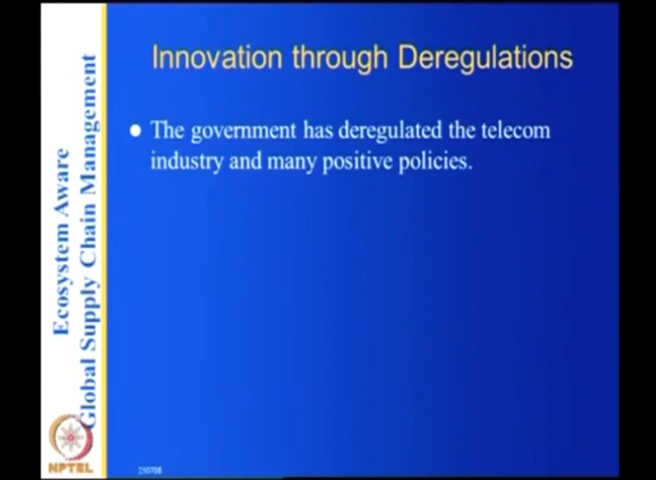 Innovation through Deregulations
● The government has deregulated the telecom
industry and many positive policies.
Ecosystem Aware
Global Supply Chain Management
NPTEL
250708